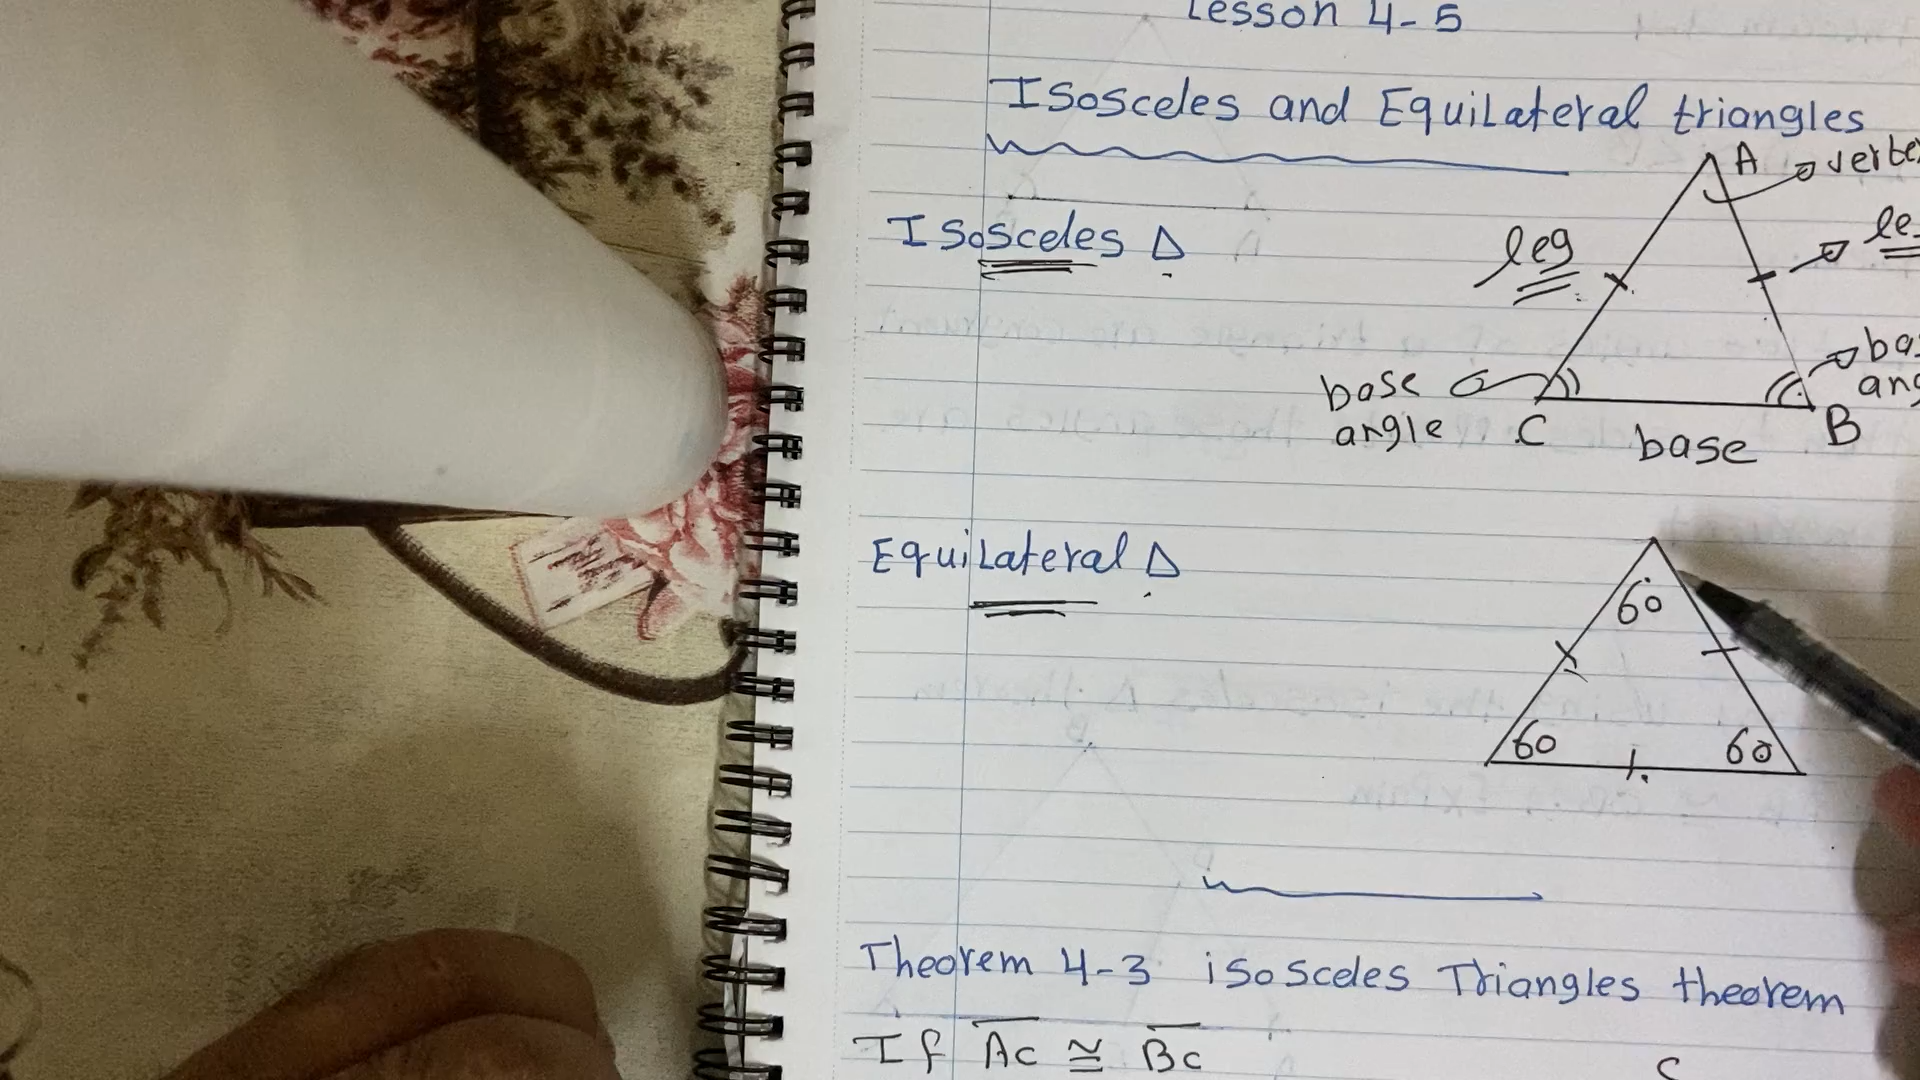 Lesson 4-5
Isosceles and Equilateral triangles
A
Isosceles Δ
leg
base
angle
C
base
B
Equilateral Δ
60°
60
60
Theorem 4-3 isosceles Triangles theorem
If AC ≅ BC
C